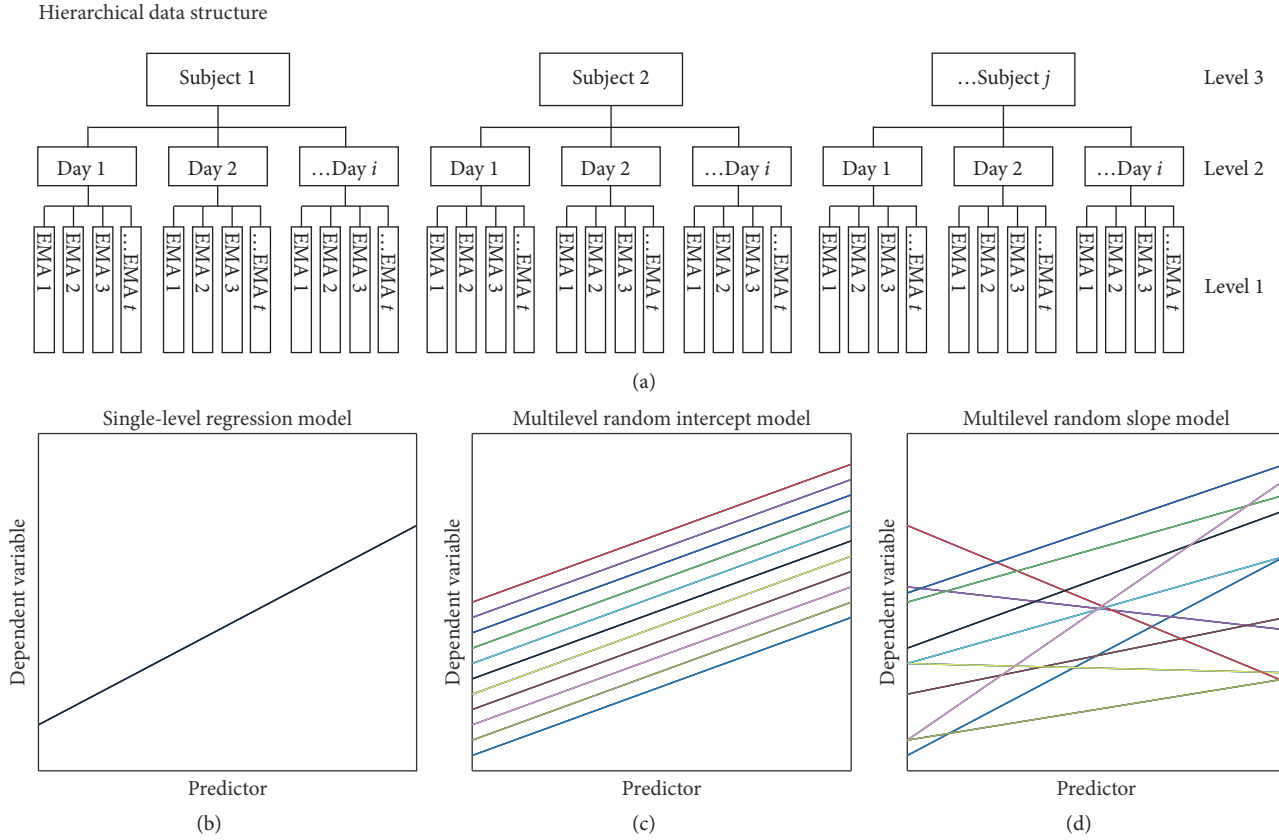 Hierarchical data structure
Subject 1 Subject 2 …Subject j Level 3
Day 1 Day 2 …Day i Day 1 Day 2 …Day i Day 1 Day 2 …Day i Level 2
EMA 1 EMA 2 EMA 3 …EMA t EMA 1 EMA 2 EMA 3 …EMA t EMA 1 EMA 2 EMA 3 …EMA t EMA 1 EMA 2 EMA 3 …EMA t EMA 1 EMA 2 EMA 3 …EMA t EMA 1 EMA 2 EMA 3 …EMA t EMA 1 EMA 2 EMA 3 …EMA t EMA 1 EMA 2 EMA 3 …EMA t EMA 1 EMA 2 EMA 3 …EMA t Level 1
(a)
Single-level regression model
Dependent variable
Predictor
(b)
Multilevel random intercept model
Dependent variable
Predictor
(c)
Multilevel random slope model
Dependent variable
Predictor
(d)